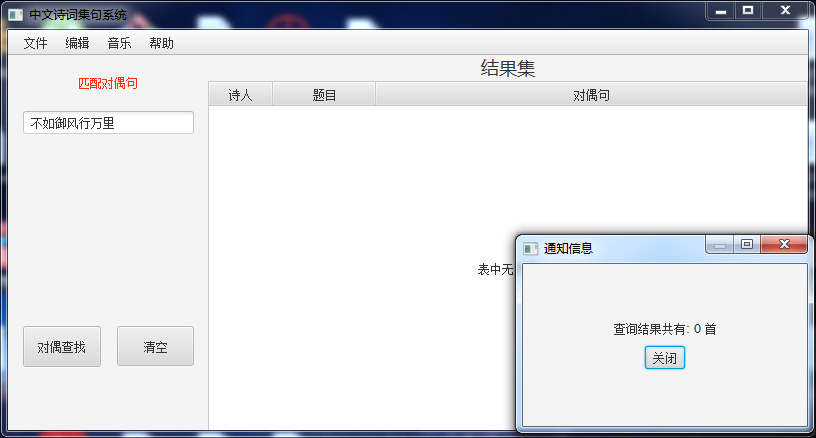 中文诗词集句系统
文件 编辑 音乐 帮助
匹配对偶句
不如御风行万里
对偶查找 清空
结果集
诗人 题目 对偶句
表中无
通知信息
查询结果共有: 0 首
关闭